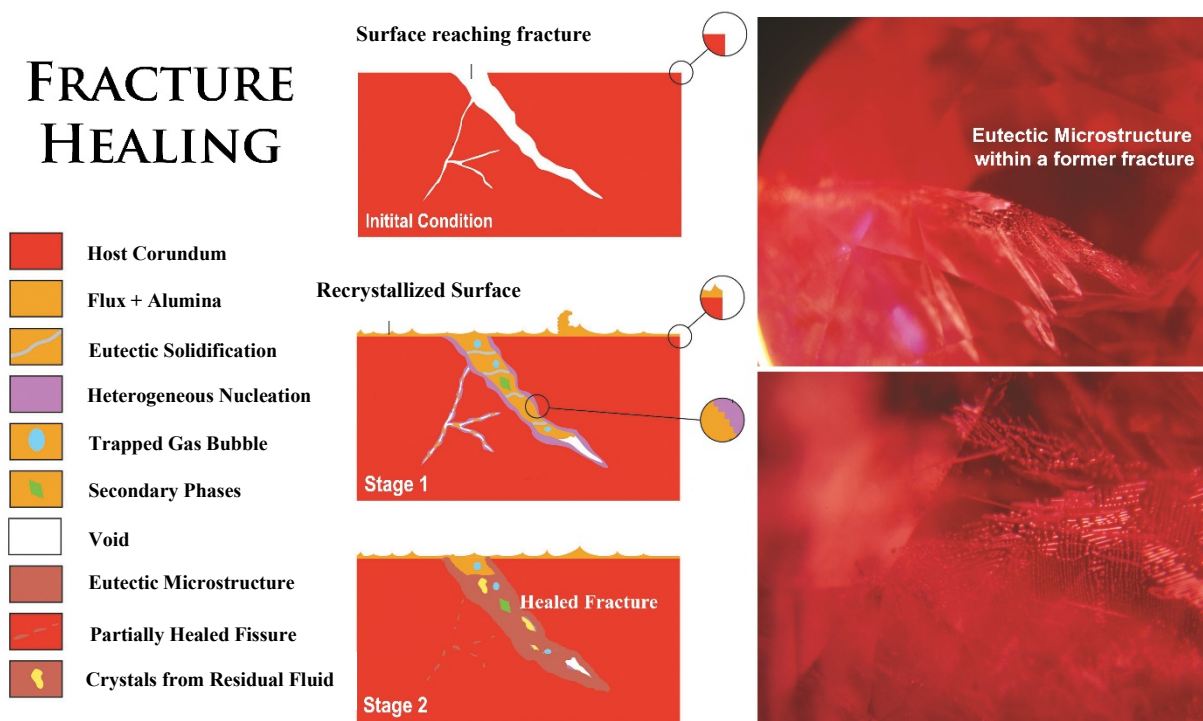 FRACTURE
HEALING
Host Corundum
Flux + Alumina
Eutectic Solidification
Heterogeneous Nucleation
Trapped Gas Bubble
Secondary Phases
Void
Eutectic Microstructure
Partially Healed Fissure
Crystals from Residual Fluid
Surface reaching fracture
Initital Condition
Recrystallized Surface
Stage 1
Healed Fracture
Stage 2
Eutectic Microstructure
within a former fracture